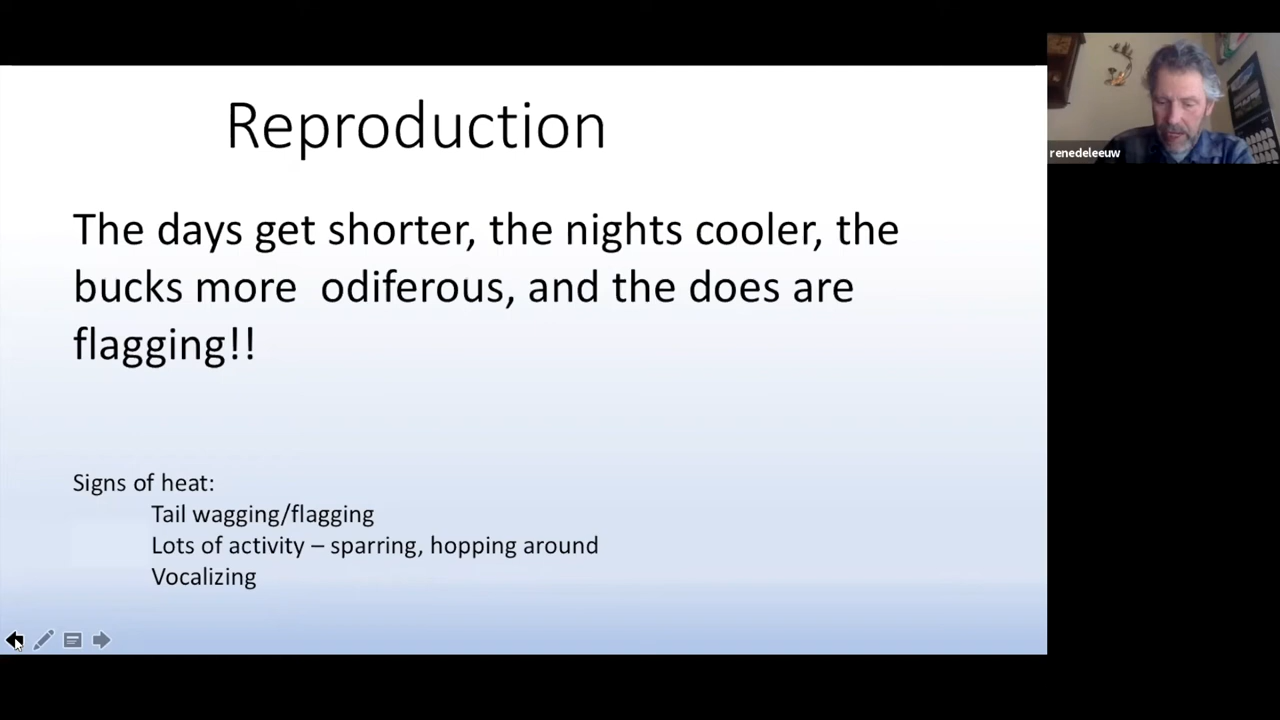 Reproduction
The days get shorter, the nights cooler, the
bucks more  odiferous, and the does are
flagging!!
Signs of heat:
Tail wagging/flagging
Lots of activity – sparring, hopping around
Vocalizing
renedeleeuw